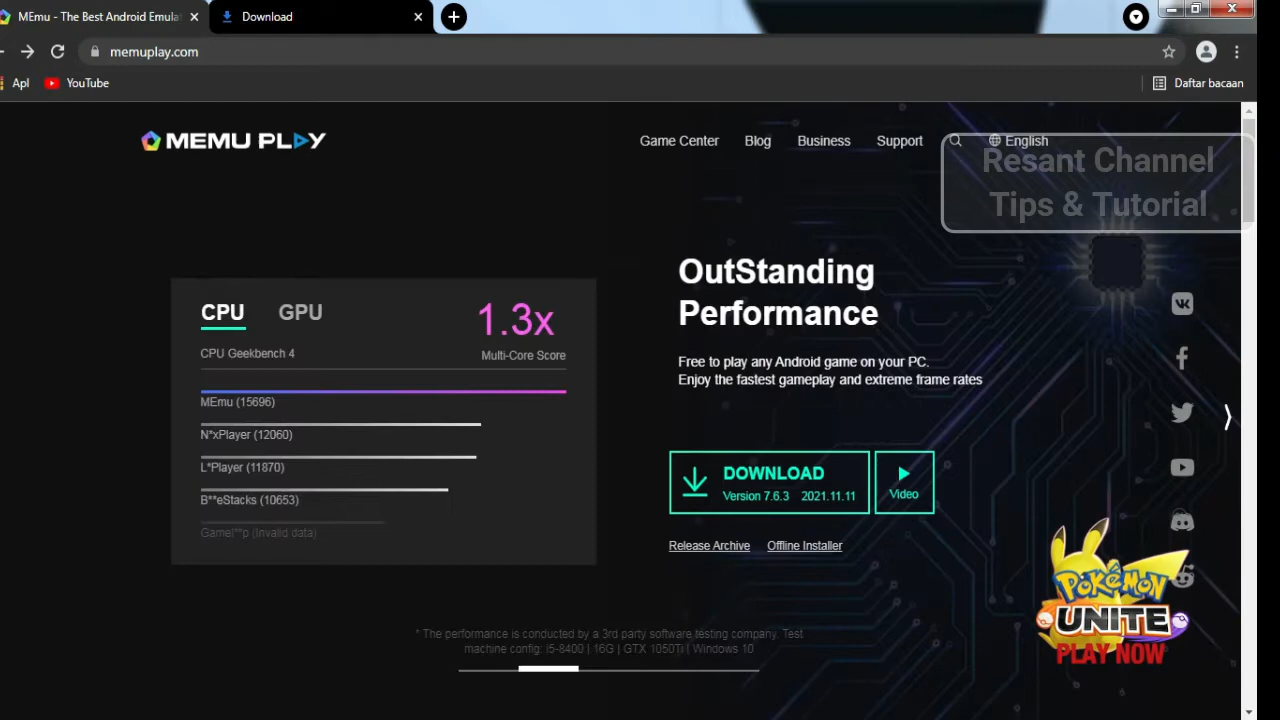 MEmu - The Best Android Emulat
Download
memuplay.com
Apl
YouTube
Daftar bacaan
MEMU PLAY
Game Center
Blog
Business
Support
English
Resant Channel
Tips & Tutorial
CPU
GPU
1.3x
CPU Geekbench 4
Multi-Core Score
MEmu (15696)
N*xPlayer (12060)
L*Player (11870)
B**eStacks (10653)
Gamel**p (Invalid data)
OutStanding
Performance
Free to play any Android game on your PC.
Enjoy the fastest gameplay and extreme frame rates
DOWNLOAD
Version 7.6.3 2021.11.11
Video
Release Archive
Offline Installer
POKéMON
UNITE
PLAY NOW
* The performance is conducted by a 3rd party software testing company. Test
machine config: i5-8400 | 16G | GTX 1050Ti | Windows 10